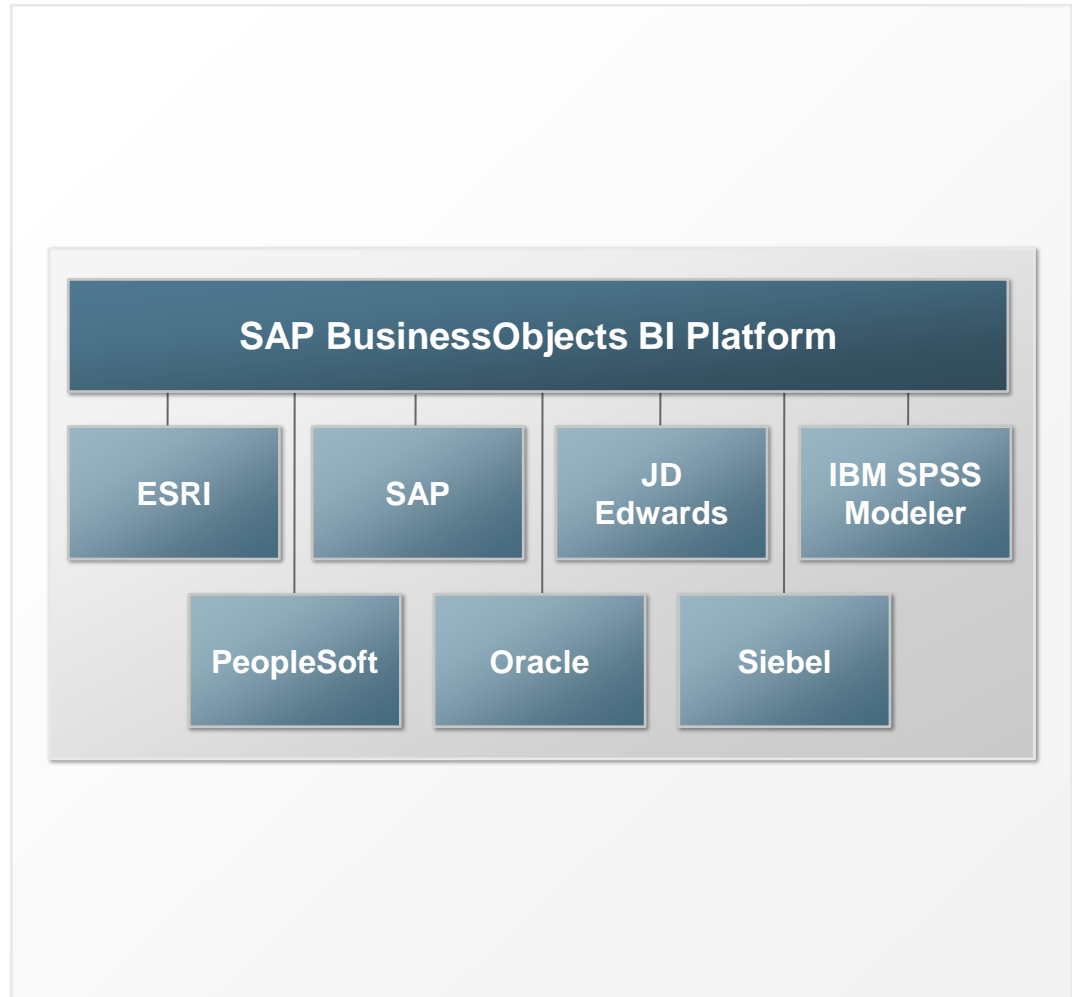 SAP BusinessObjects BI Platform
ESRI
SAP
JD
Edwards
IBM SPSS
Modeler
PeopleSoft
Oracle
Siebel